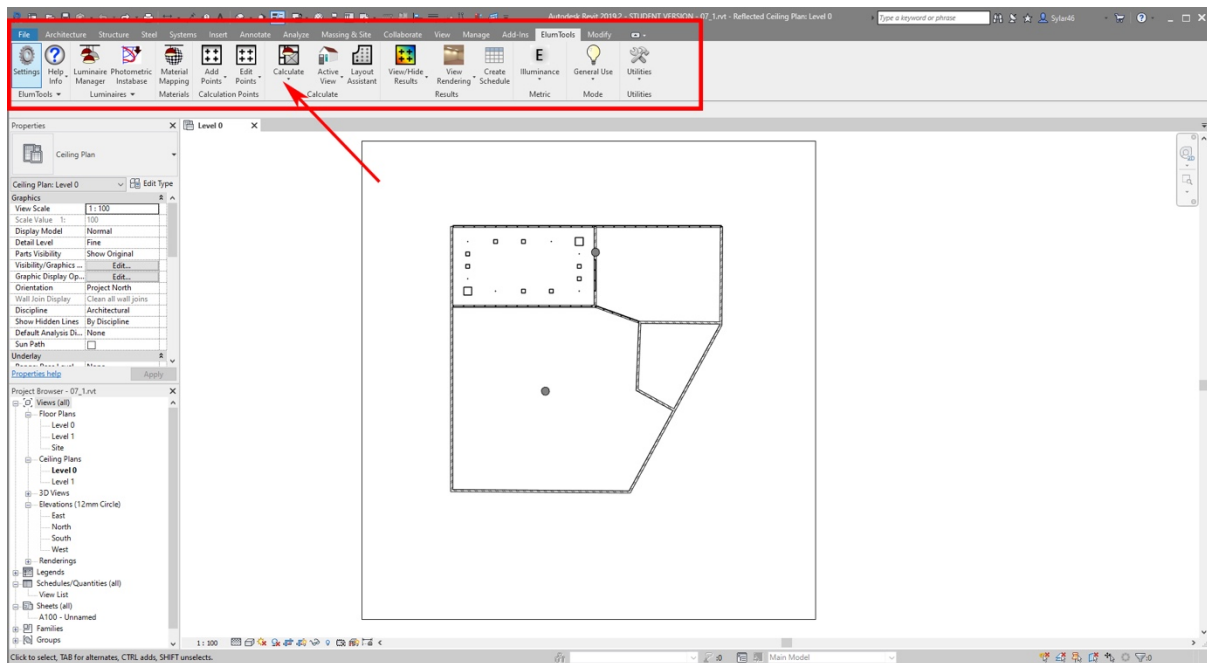 Autodesk Revit 2019.2 - STUDENT VERSION - 07_1.rvt - Reflected Ceiling Plan: Level 0
Type a keyword or phrase
Sylar46
File Architecture Structure Steel Systems Insert Annotate Analyze Massing & Site Collaborate View Manage Add-Ins ElumTools Modify
Settings
Help Info
Luminaire Manager
Photometric Instabase
Material Mapping
Add Points
Edit Points
Calculate
Active View
Layout Assistant
View/Hide Results
View Rendering
Create Schedule
E
Illuminance
General Use
Utilities
ElumTools Luminaires Materials Calculation Points Calculate Results Metric Mode Utilities
Properties
Level 0
Ceiling Plan
Ceiling Plan: Level 0
Edit Type
Graphics
View Scale 1 : 100
Scale Value 1: 100
Display Model Normal
Detail Level Fine
Parts Visibility Show Original
Visibility/Graphics ... Edit...
Graphic Display Op... Edit...
Orientation Project North
Wall Join Display Clean all wall joins
Discipline Architectural
Show Hidden Lines By Discipline
Default Analysis Di... None
Sun Path
Underlay
Properties help
Apply
Project Browser - 07_1.rvt
Views (all)
Floor Plans
Level 0
Level 1
Site
Ceiling Plans
Level 0
Level 1
3D Views
Elevations (12mm Circle)
East
North
South
West
Renderings
Legends
Schedules/Quantities (all)
View List
Sheets (all)
A100 - Unnamed
Families
Groups
1 : 100
Click to select, TAB for alternates, CTRL adds, SHIFT unselects.
:0
Main Model
:0